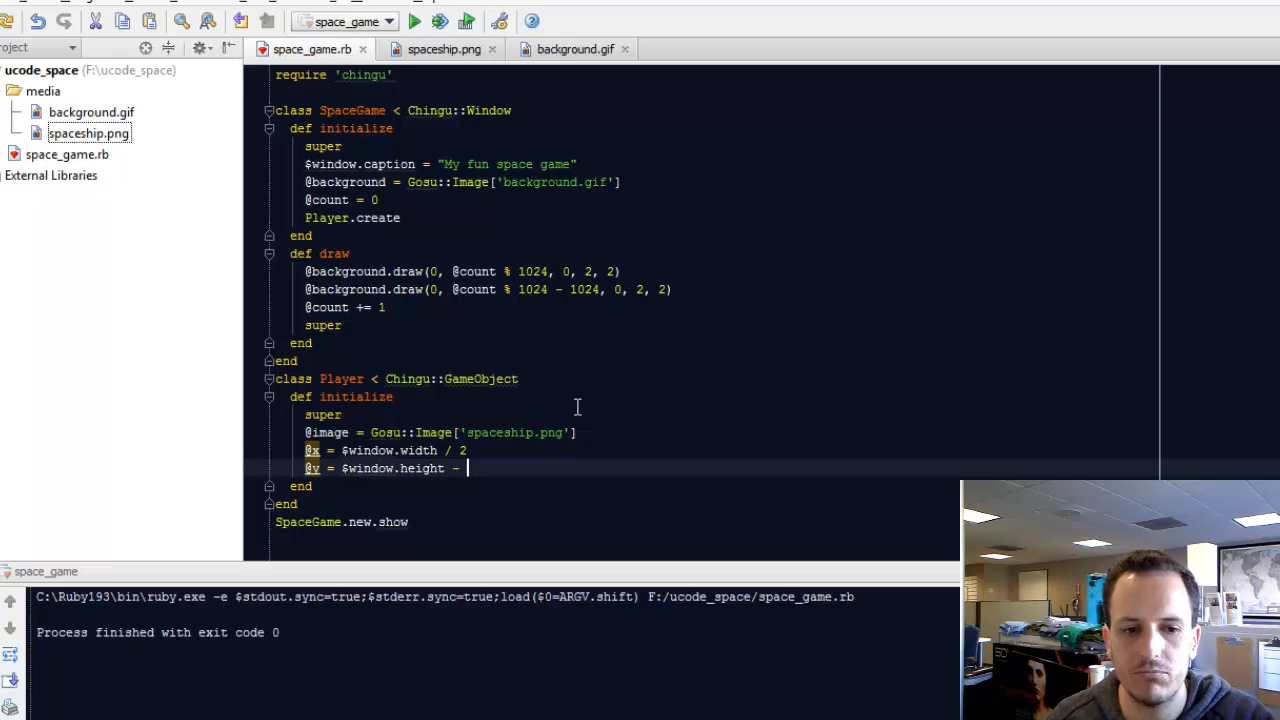 space_game
roject
space_game.rb
spaceship.png
background.gif
ucode_space (F:\ucode_space)
media
background.gif
spaceship.png
space_game.rb
External Libraries
require 'chingu'
class SpaceGame < Chingu::Window
def initialize
super
$window.caption = "My fun space game"
@background = Gosu::Image['background.gif']
@count = 0
Player.create
end
def draw
@background.draw(0, @count % 1024, 0, 2, 2)
@background.draw(0, @count % 1024 - 1024, 0, 2, 2)
@count += 1
super
end
end
class Player < Chingu::GameObject
def initialize
super
@image = Gosu::Image['spaceship.png']
@x = $window.width / 2
@y = $window.height -
end
end
SpaceGame.new.show
space_game
C:\Ruby193\bin\ruby.exe -e $stdout.sync=true;$stderr.sync=true;load($0=ARGV.shift) F:/ucode_space/space_game.rb
Process finished with exit code 0